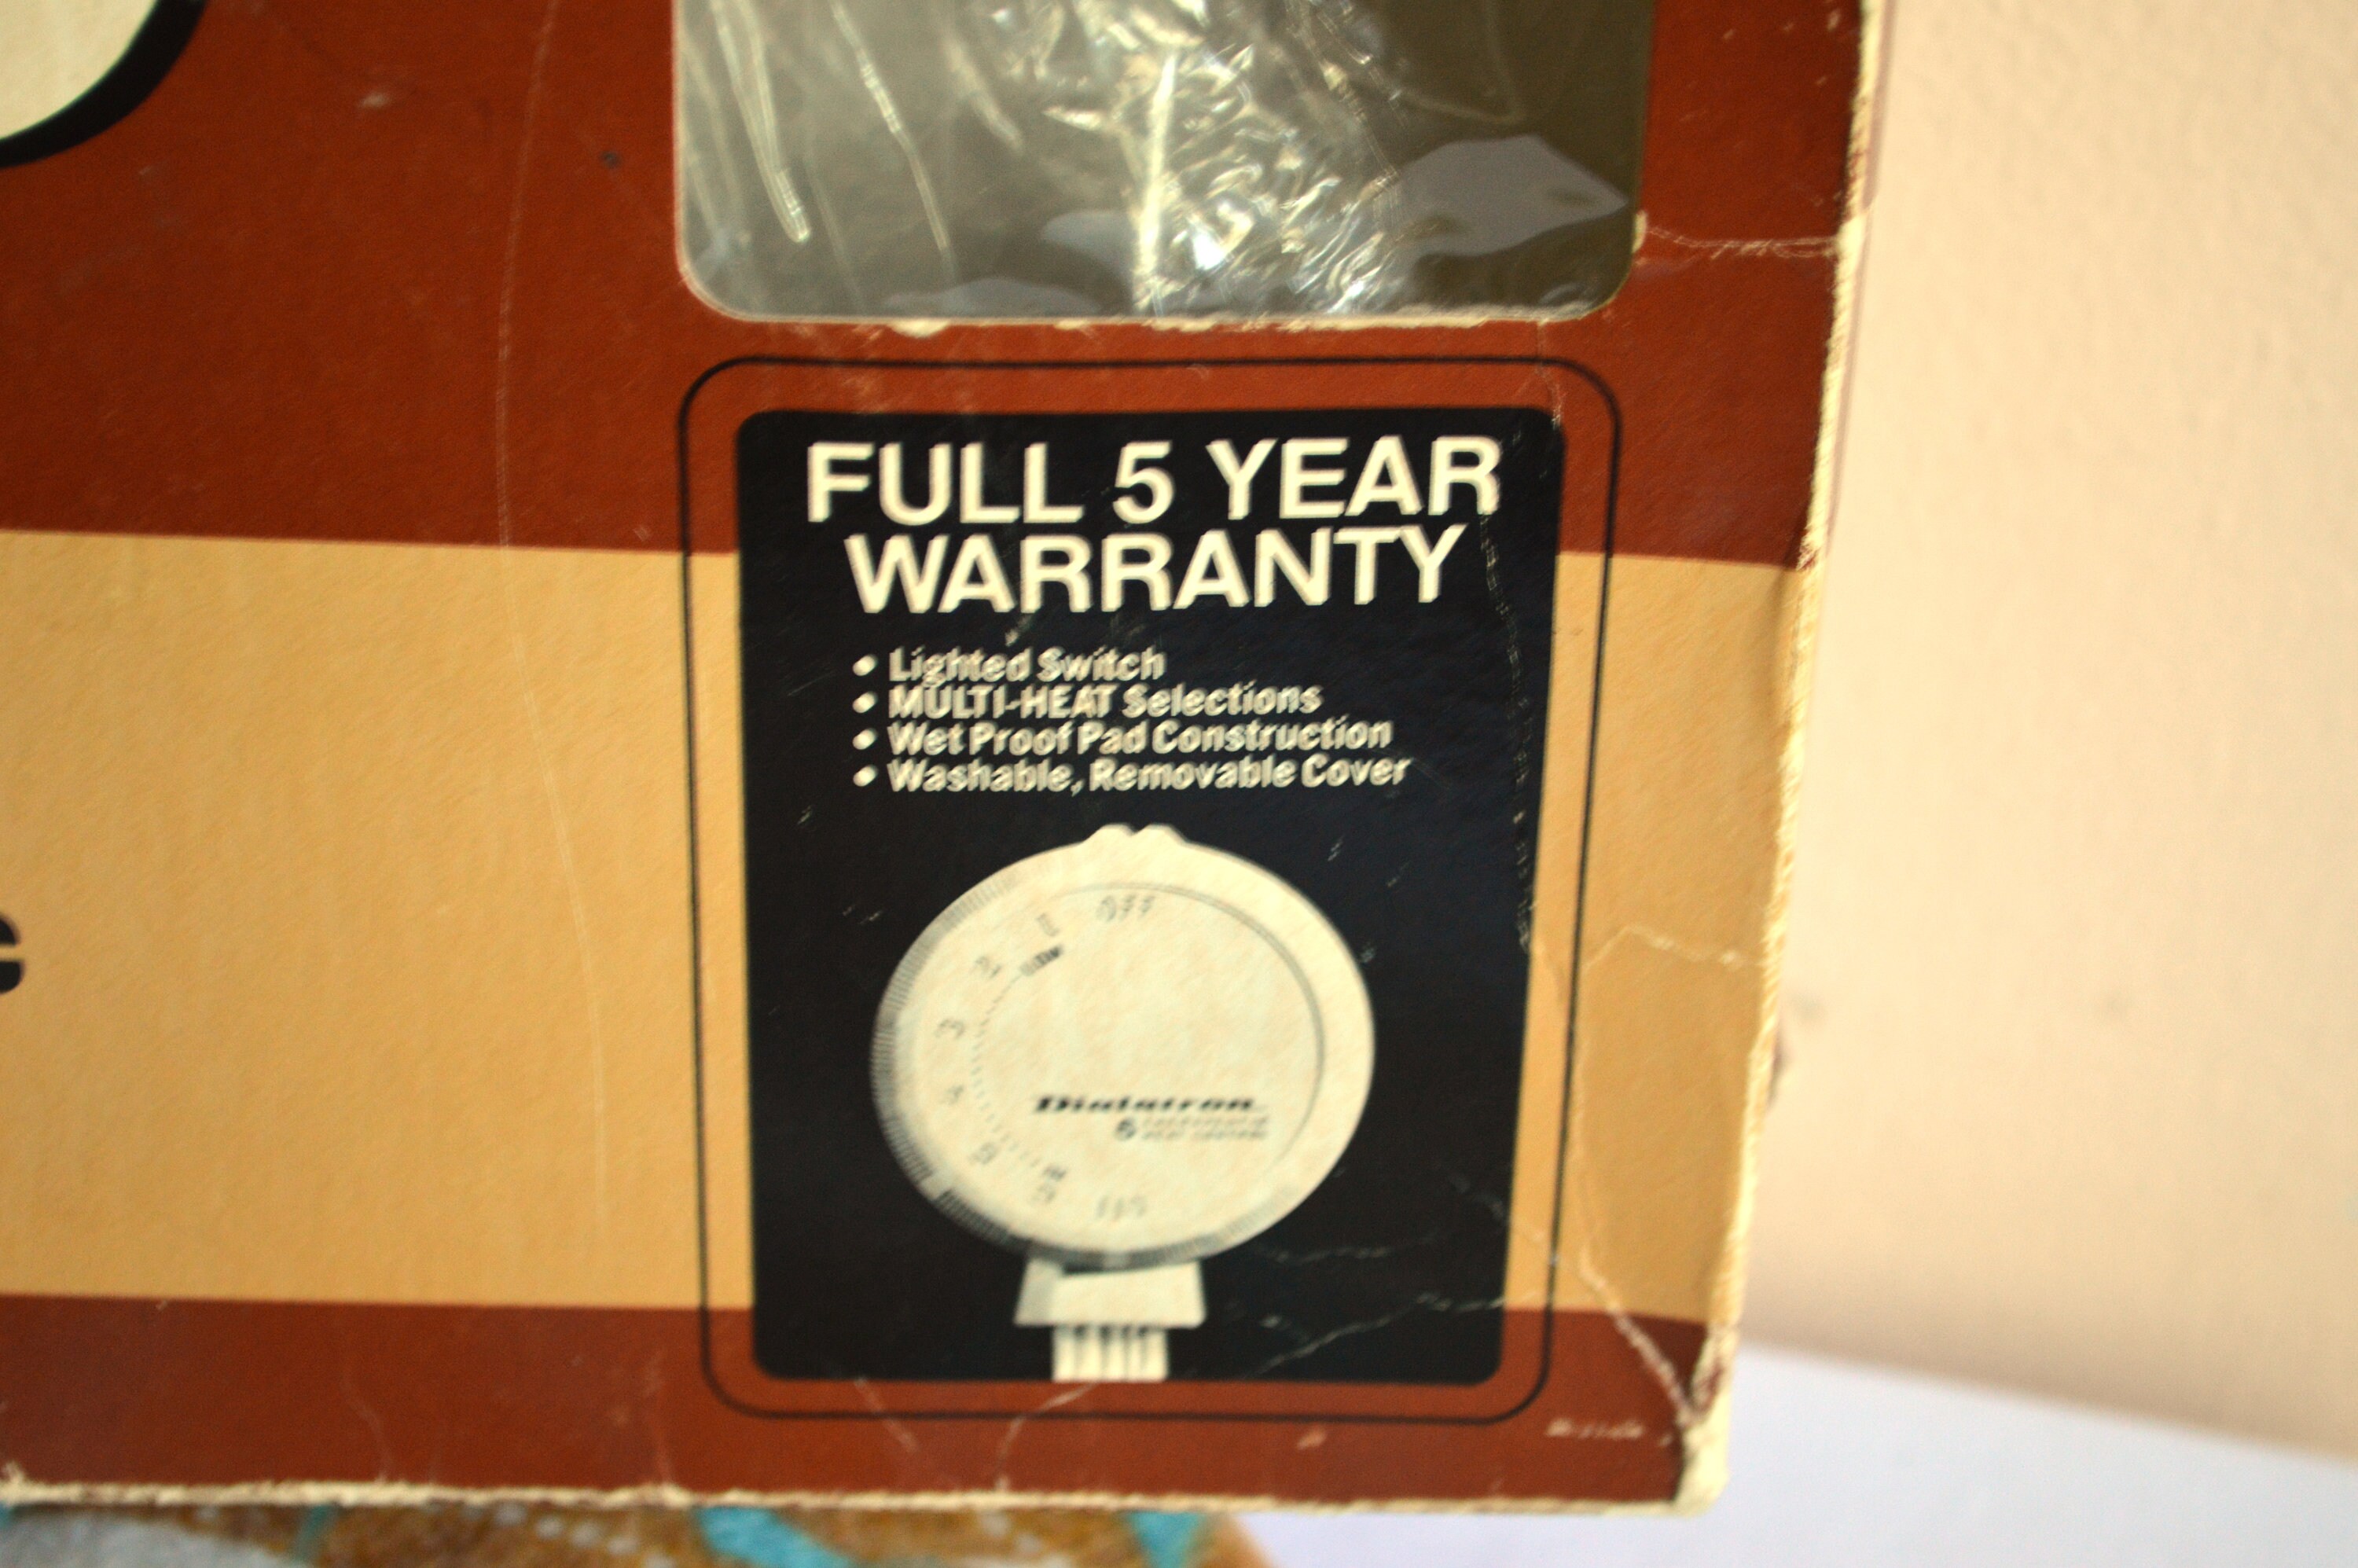 FULL 5 YEAR
WARRANTY
• Lighted Switch
• MULTI-HEAT Selections
• Wet Proof Pad Construction
• Washable, Removable Cover
OFF
1
2
3
4
5
6
Dialatron